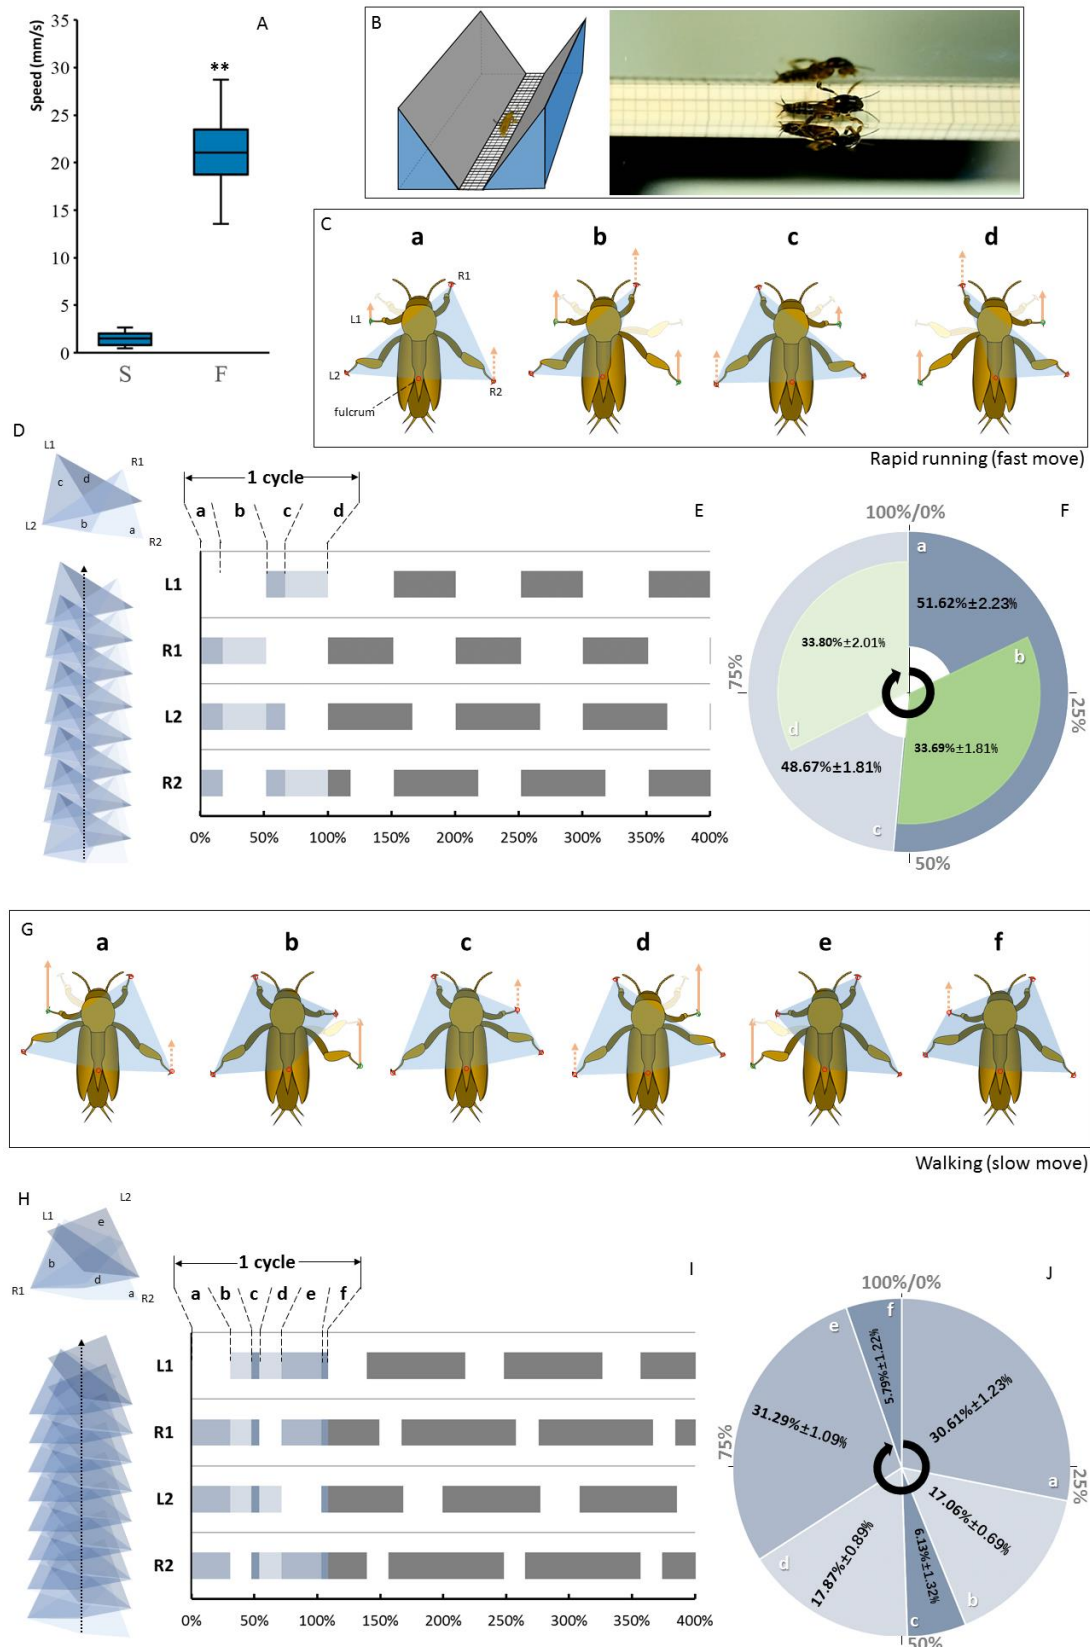 A
Speed (mm/s)
35
30
25
20
15
10
5
0
**
S
F
B
C
a
b
c
d
R1
L1
L2
R2
fulcrum
Rapid running (fast move)
D
L1
R1
c
d
L2
b
a
R2
E
1 cycle
a
b
c
d
L1
R1
L2
R2
0%
50%
100%
150%
200%
250%
300%
350%
400%
F
100%/0%
a
51.62%±2.23%
b
33.80%±2.01%
75%
25%
d
33.69%±1.81%
48.67%±1.81%
c
50%
G
a
b
c
d
e
f
Walking (slow move)
H
L2
L1
e
b
d
R1
a
R2
I
1 cycle
a
b
c
d
e
f
L1
R1
L2
R2
0%
50%
100%
150%
200%
250%
300%
350%
400%
J
100%/0%
f
e
5.79%±1.22%
30.61%±1.23%
31.29%±1.09%
75%
25%
a
17.06%±0.69%
17.87%±0.89%
6.13%±1.32%
d
b
c
50%